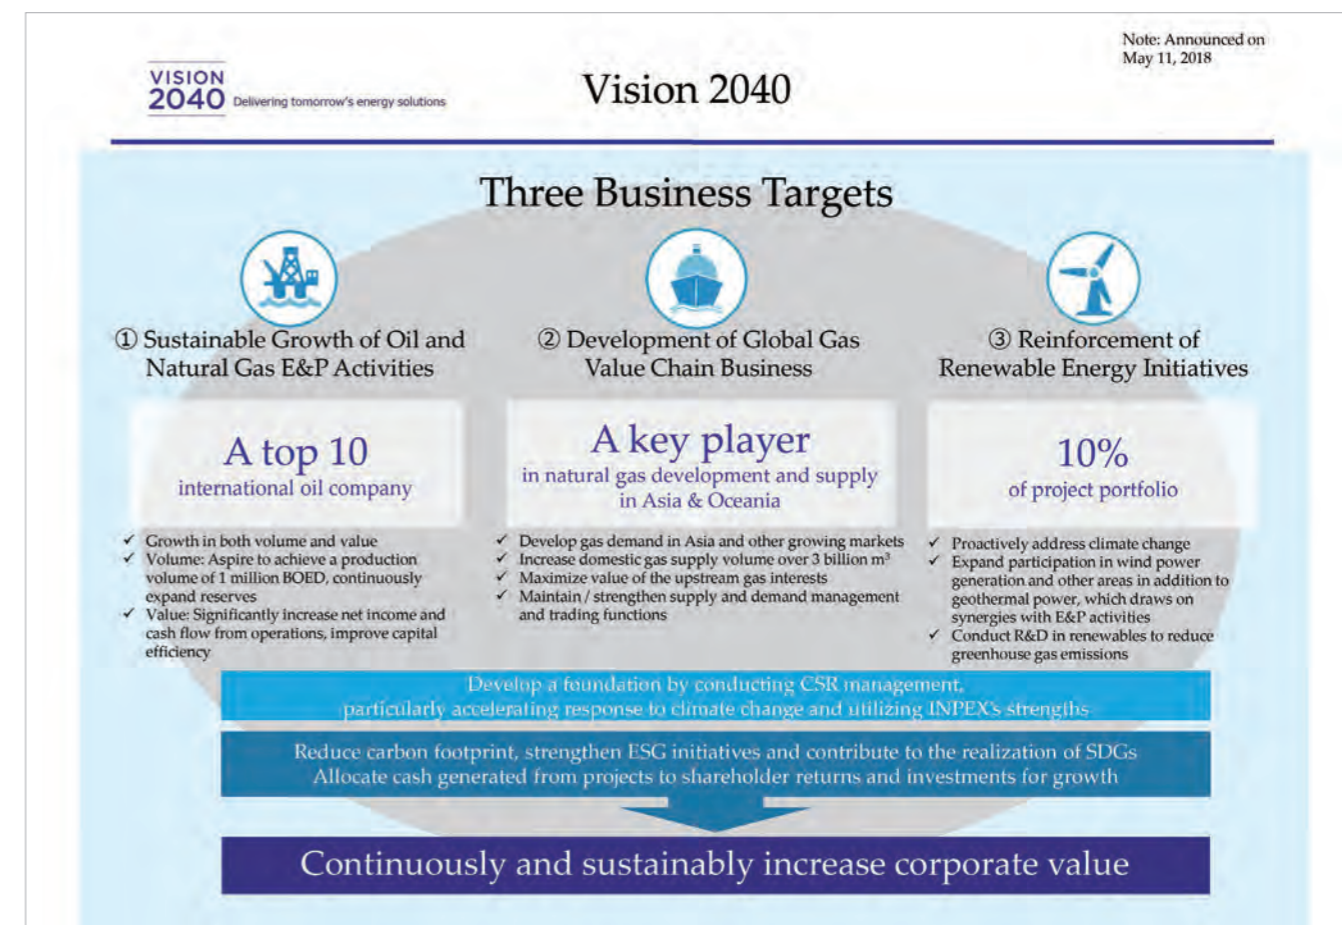 Note: Announced on
May 11, 2018
VISION
2040 Delivering tomorrow's energy solutions
Vision 2040
Three Business Targets
① Sustainable Growth of Oil and
Natural Gas E&P Activities
A top 10
international oil company
✓ Growth in both volume and value
✓ Volume: Aspire to achieve a production
volume of 1 million BOED, continuously
expand reserves
✓ Value: Significantly increase net income and
cash flow from operations, improve capital
efficiency
② Development of Global Gas
Value Chain Business
A key player
in natural gas development and supply
in Asia & Oceania
✓ Develop gas demand in Asia and other growing markets
✓ Increase domestic gas supply volume over 3 billion m³
✓ Maximize value of the upstream gas interests
✓ Maintain / strengthen supply and demand management
and trading functions
③ Reinforcement of
Renewable Energy Initiatives
10%
of project portfolio
✓ Proactively address climate change
✓ Expand participation in wind power
generation and other areas in addition to
geothermal power, which draws on
synergies with E&P activities
✓ Conduct R&D in renewables to reduce
greenhouse gas emissions
Develop a foundation by conducting CSR management,
particularly accelerating response to climate change and utilizing INPEX's strengths
Reduce carbon footprint, strengthen ESG initiatives and contribute to the realization of SDGs
Allocate cash generated from projects to shareholder returns and investments for growth
Continuously and sustainably increase corporate value